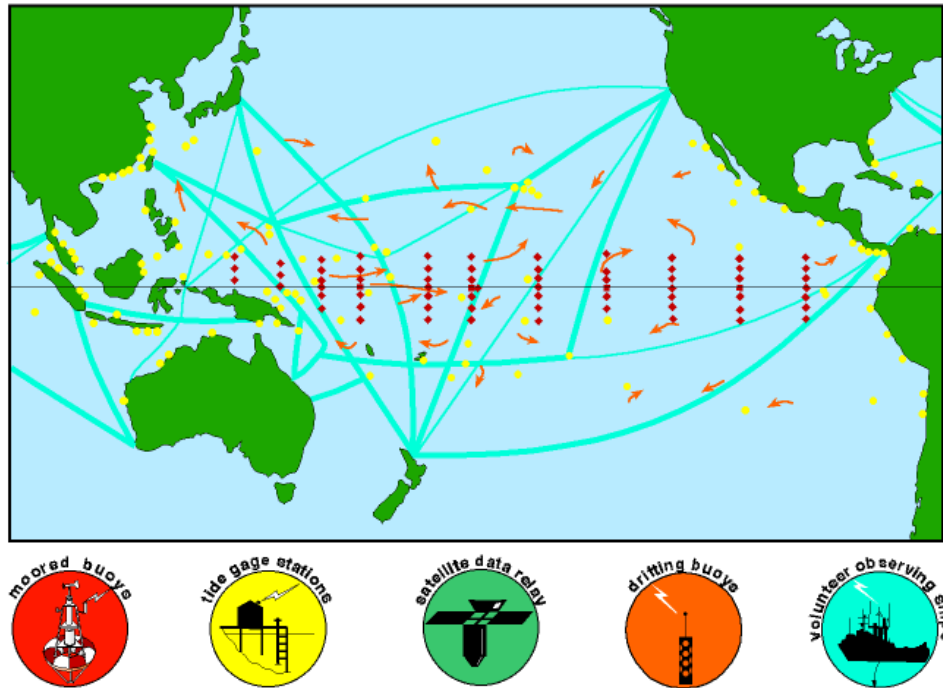 moored buoys
tide gage stations
satellite data relay
drifting buoys
volunteer observing